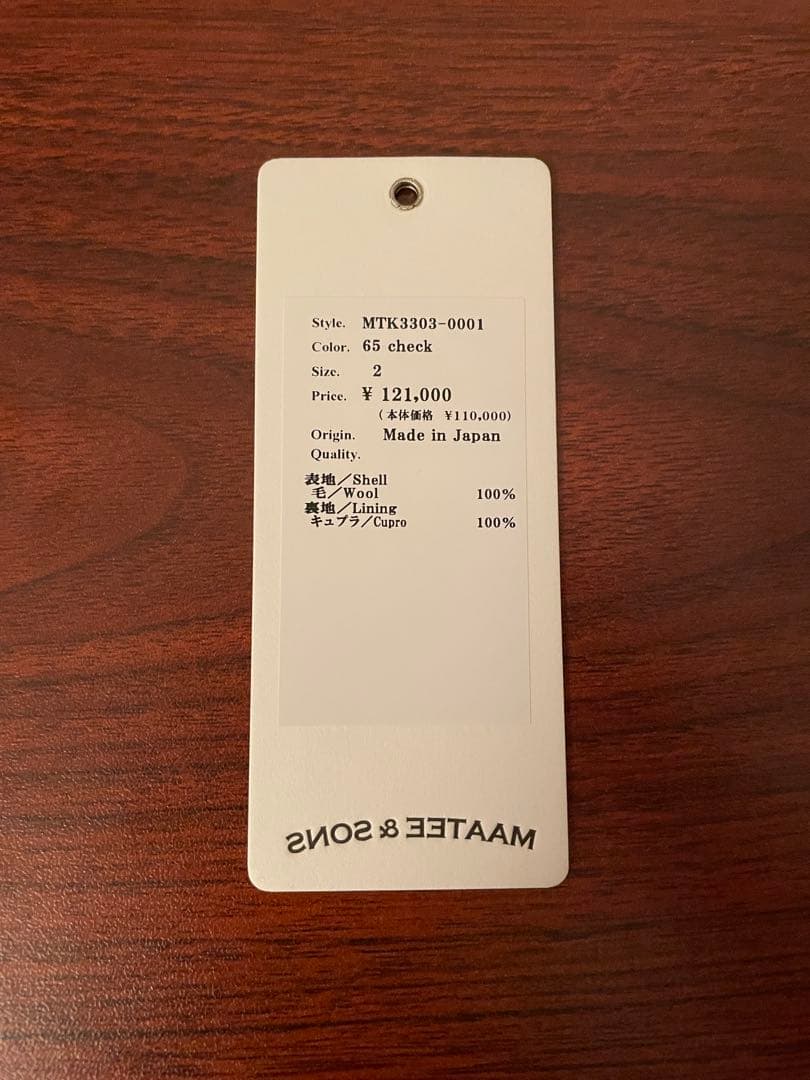 Style. MTK3303-0001
Color. 65 check
Size. 2
Price. ¥ 121,000
(本体価格 ¥110,000)
Origin. Made in Japan
Quality.
表地/Shell
毛/Wool 100%
裏地/Lining
キュプラ/Cupro 100%
MAATEE & SONS